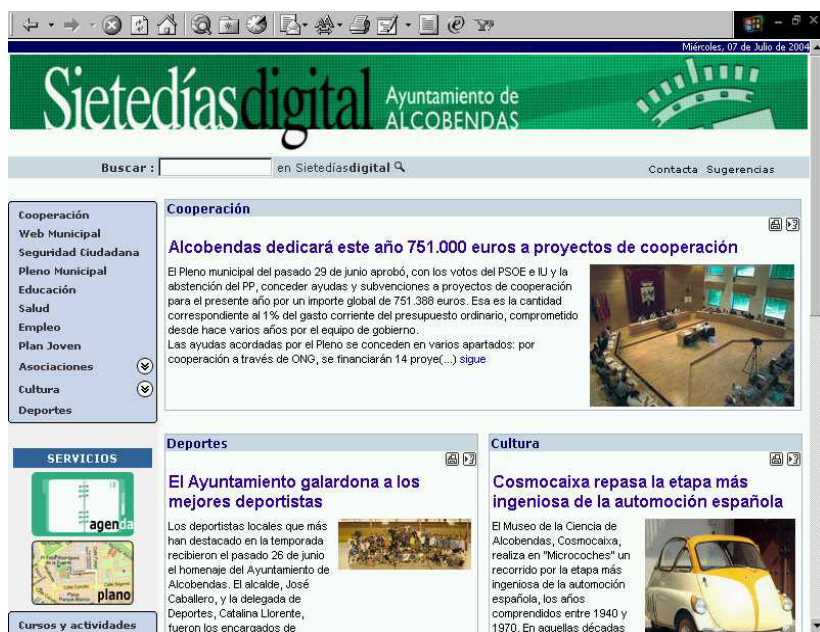 Miércoles, 07 de Julio de 2004
Sietedíasdigital
Ayuntamiento de
ALCOBENDAS
Buscar :
en Sietedíasdigital
Contacta Sugerencias
Cooperación
Web Municipal
Seguridad Ciudadana
Pleno Municipal
Educación
Salud
Empleo
Plan Joven
Asociaciones
Cultura
Deportes
SERVICIOS
agenda
plano
Cursos y actividades
Cooperación
Alcobendas dedicará este año 751.000 euros a proyectos de cooperación
El Pleno municipal del pasado 29 de junio aprobó, con los votos del PSOE e IU y la
abstención del PP, conceder ayudas y subvenciones a proyectos de cooperación
para el presente año por un importe global de 751.388 euros. Esa es la cantidad
correspondiente al 1% del gasto corriente del presupuesto ordinario, comprometido
desde hace varios años por el equipo de gobierno.
Las ayudas acordadas por el Pleno se conceden en varios apartados: por
cooperación a través de ONG, se financiarán 14 proye(...) sigue
Deportes
El Ayuntamiento galardona a los
mejores deportistas
Los deportistas locales que más
han destacado en la temporada
recibieron el pasado 26 de junio
el homenaje del Ayuntamiento de
Alcobendas. El alcalde, José
Caballero, y la delegada de
Deportes, Catalina Llorente,
fueron los encargados de
Cultura
Cosmocaixa repasa la etapa más
ingeniosa de la automoción española
El Museo de la Ciencia de
Alcobendas, Cosmocaixa,
realiza en "Microcoches" un
recorrido por la etapa más
ingeniosa de la automoción
española, los años
comprendidos entre 1940 y
1970. En aquellas décadas